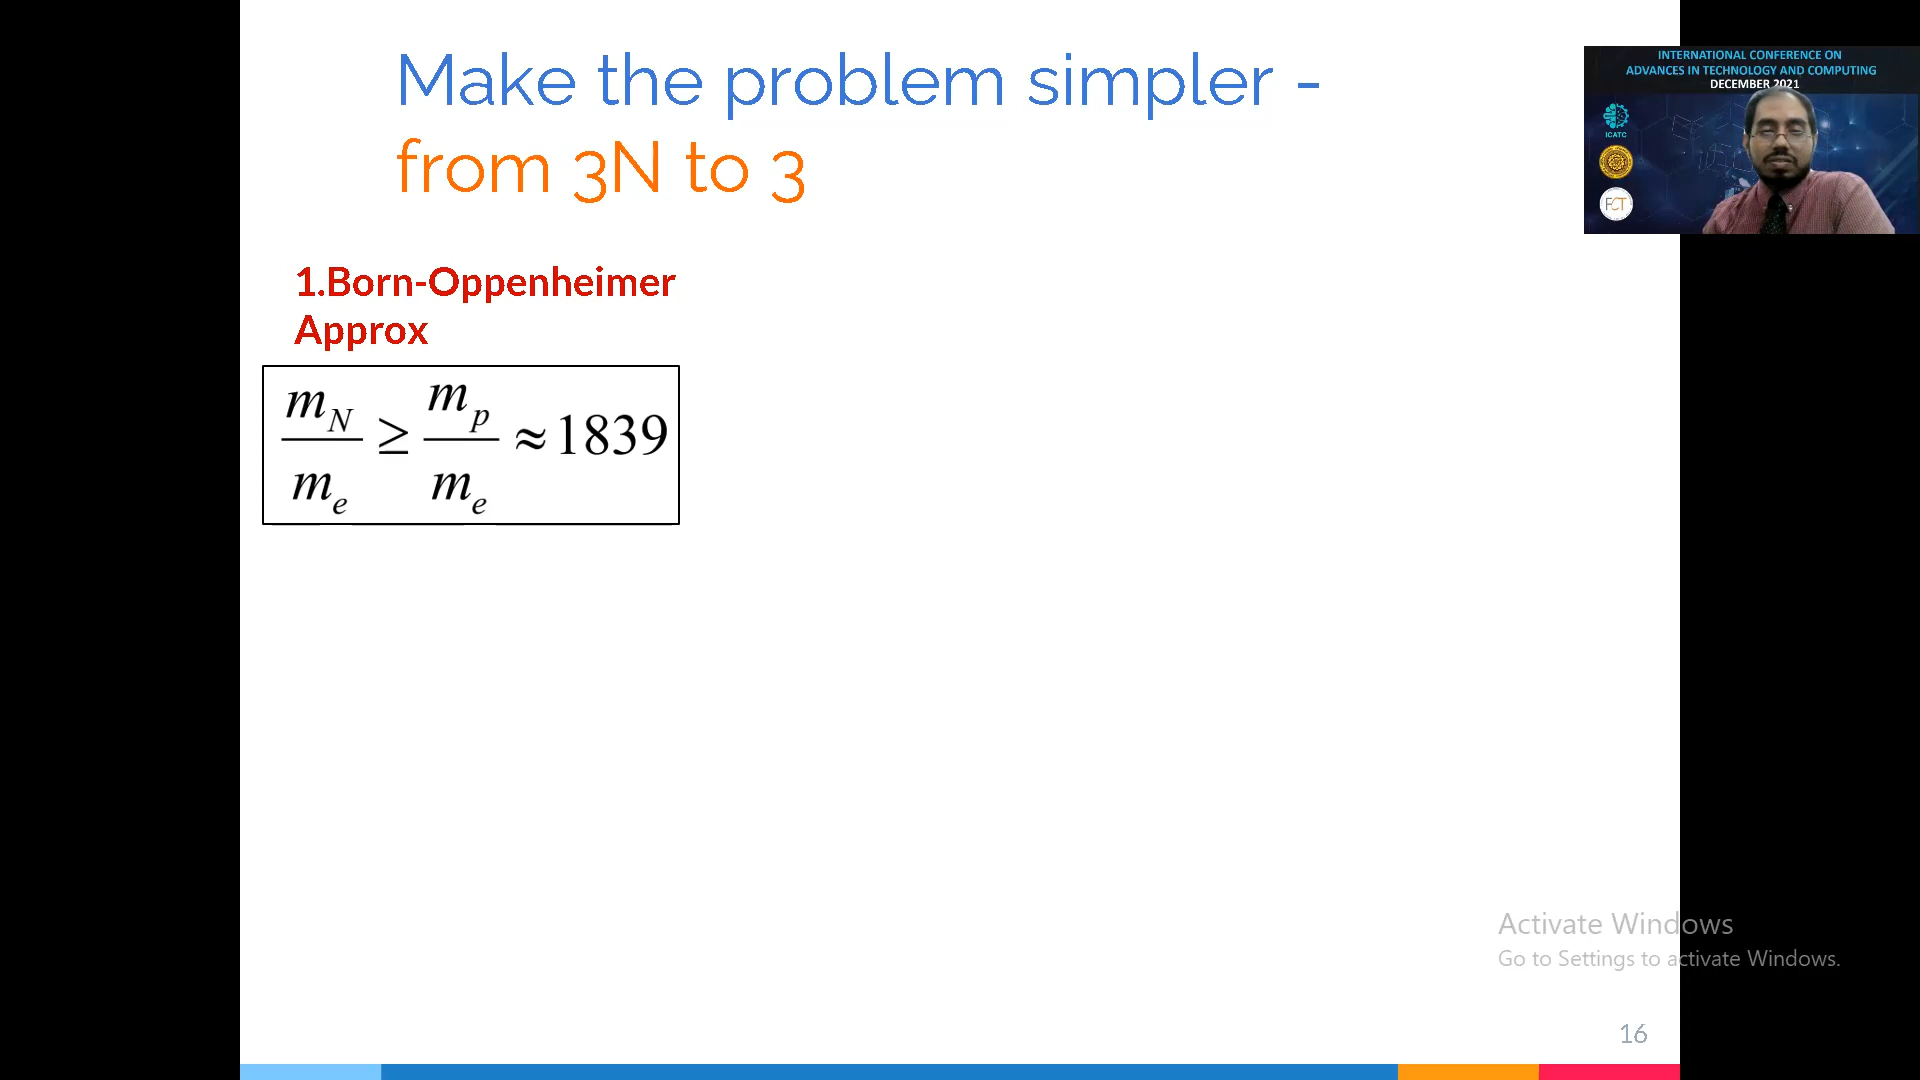 Make the problem simpler -
from 3N to 3
INTERNATIONAL CONFERENCE ON
ADVANCES IN TECHNOLOGY AND COMPUTING
DECEMBER 2021
ICATC
FCT
1.Born-Oppenheimer
Approx
m_N / m_e ≥ m_p / m_e ≈ 1839
Activate Windows
Go to Settings to activate Windows.
16